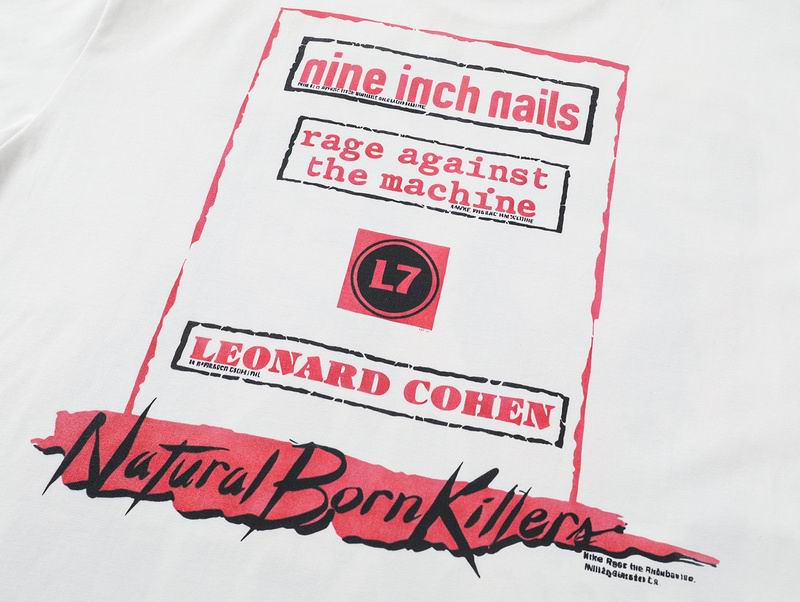 nine inch nails
rage against
the machine
L7
LEONARD COHEN
Natural Born Killers